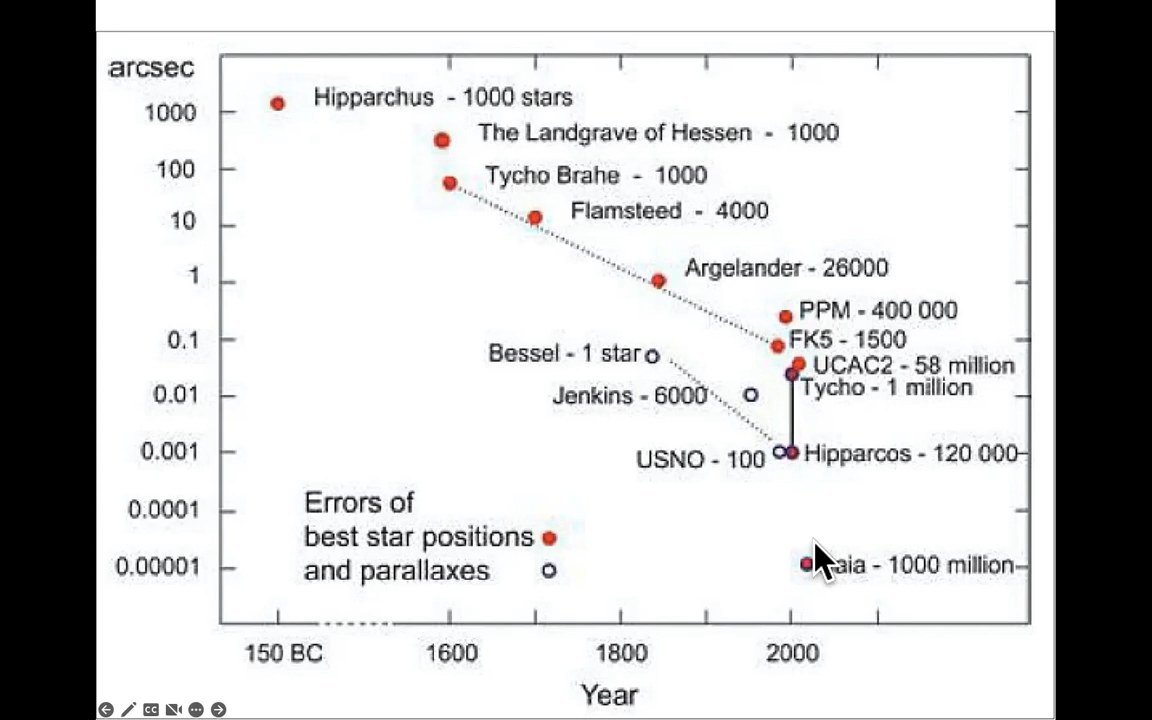 arcsec
1000
100
10
1
0.1
0.01
0.001
0.0001
0.00001
Hipparchus - 1000 stars
The Landgrave of Hessen - 1000
Tycho Brahe - 1000
Flamsteed - 4000
Argelander - 26000
PPM - 400 000
FK5 - 1500
Bessel - 1 star
UCAC2 - 58 million
Tycho - 1 million
Jenkins - 6000
USNO - 100
Hipparcos - 120 000
aia - 1000 million
Errors of
best star positions
and parallaxes
150 BC 1600 1800 2000
Year